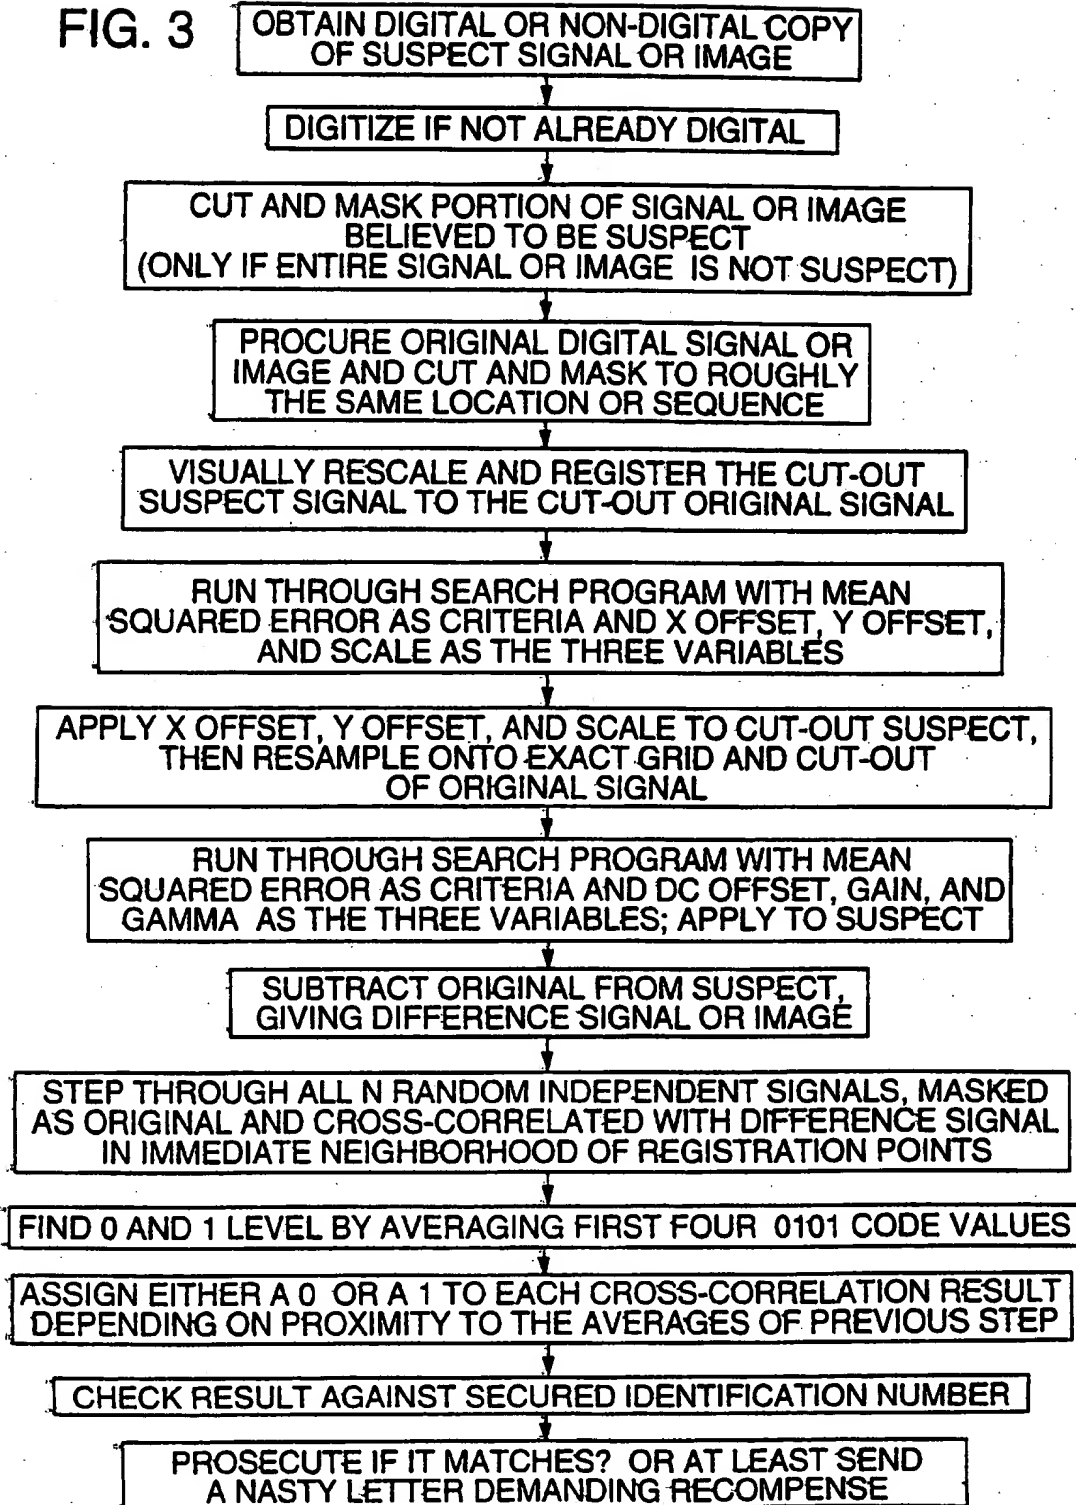 FIG. 3
OBTAIN DIGITAL OR NON-DIGITAL COPY
OF SUSPECT SIGNAL OR IMAGE
DIGITIZE IF NOT ALREADY DIGITAL
CUT AND MASK PORTION OF SIGNAL OR IMAGE
BELIEVED TO BE SUSPECT
(ONLY IF ENTIRE SIGNAL OR IMAGE IS NOT SUSPECT)
PROCURE ORIGINAL DIGITAL SIGNAL OR
IMAGE AND CUT AND MASK TO ROUGHLY
THE SAME LOCATION OR SEQUENCE
VISUALLY RESCALE AND REGISTER THE CUT-OUT
SUSPECT SIGNAL TO THE CUT-OUT ORIGINAL SIGNAL
RUN THROUGH SEARCH PROGRAM WITH MEAN
SQUARED ERROR AS CRITERIA AND X OFFSET, Y OFFSET,
AND SCALE AS THE THREE VARIABLES
APPLY X OFFSET, Y OFFSET, AND SCALE TO CUT-OUT SUSPECT,
THEN RESAMPLE ONTO EXACT GRID AND CUT-OUT
OF ORIGINAL SIGNAL
RUN THROUGH SEARCH PROGRAM WITH MEAN
SQUARED ERROR AS CRITERIA AND DC OFFSET, GAIN, AND
GAMMA AS THE THREE VARIABLES; APPLY TO SUSPECT
SUBTRACT ORIGINAL FROM SUSPECT,
GIVING DIFFERENCE SIGNAL OR IMAGE
STEP THROUGH ALL N RANDOM INDEPENDENT SIGNALS, MASKED
AS ORIGINAL AND CROSS-CORRELATED WITH DIFFERENCE SIGNAL
IN IMMEDIATE NEIGHBORHOOD OF REGISTRATION POINTS
FIND 0 AND 1 LEVEL BY AVERAGING FIRST FOUR 0101 CODE VALUES
ASSIGN EITHER A 0 OR A 1 TO EACH CROSS-CORRELATION RESULT
DEPENDING ON PROXIMITY TO THE AVERAGES OF PREVIOUS STEP
CHECK RESULT AGAINST SECURED IDENTIFICATION NUMBER
PROSECUTE IF IT MATCHES? OR AT LEAST SEND
A NASTY LETTER DEMANDING RECOMPENSE